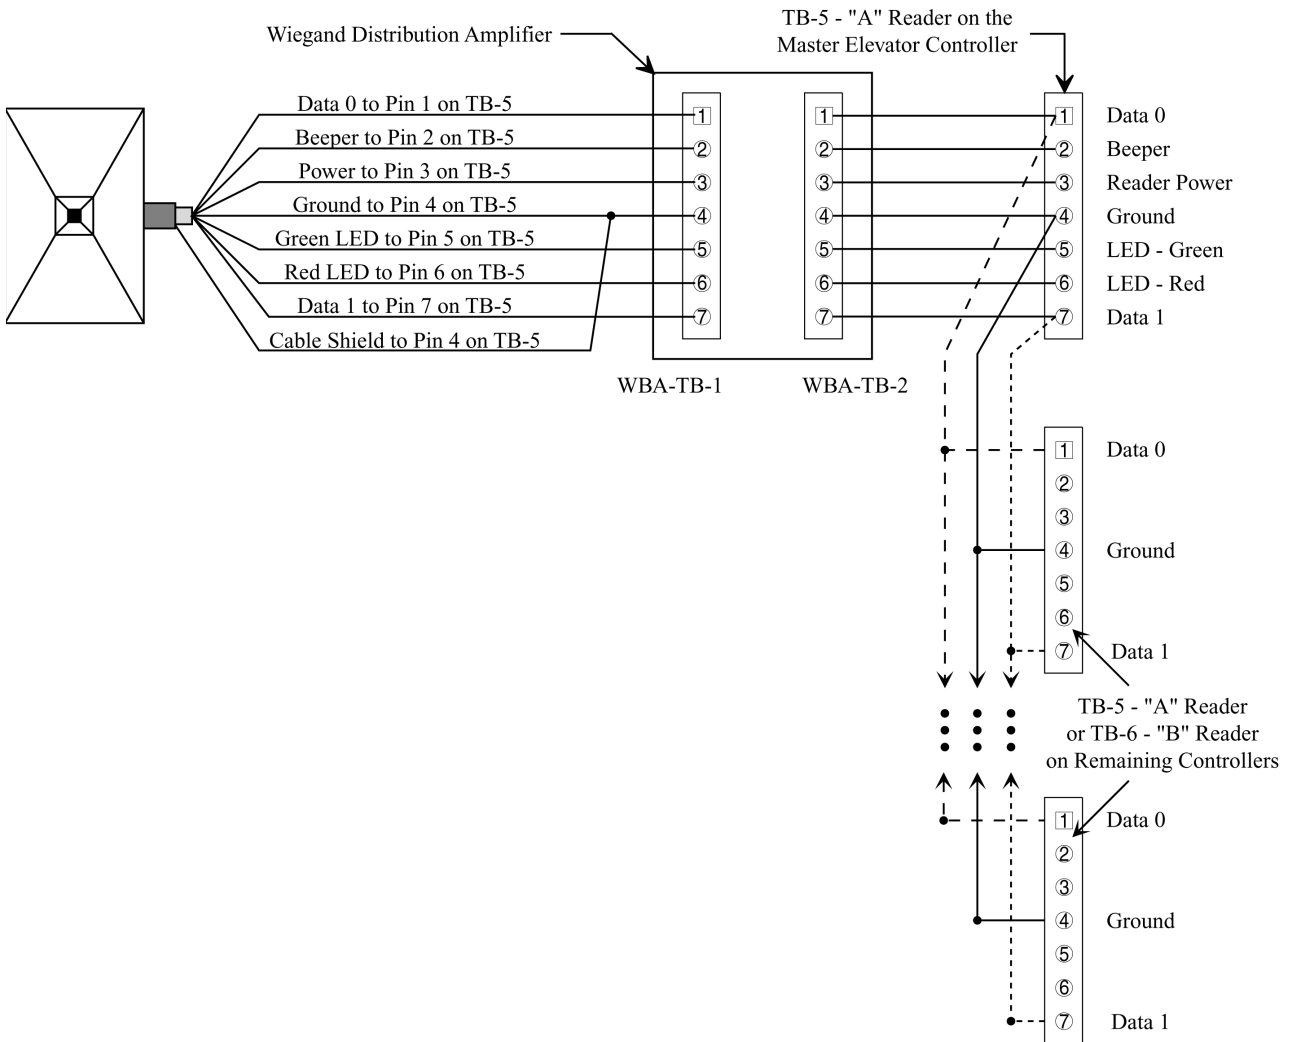 Wiegand Distribution Amplifier
TB-5 - "A" Reader on the
Master Elevator Controller
Data 0 to Pin 1 on TB-5
Beeper to Pin 2 on TB-5
Power to Pin 3 on TB-5
Ground to Pin 4 on TB-5
Green LED to Pin 5 on TB-5
Red LED to Pin 6 on TB-5
Data 1 to Pin 7 on TB-5
Cable Shield to Pin 4 on TB-5
1
2
3
4
5
6
7
WBA-TB-1
1
2
3
4
5
6
7
WBA-TB-2
1 Data 0
2 Beeper
3 Reader Power
4 Ground
5 LED - Green
6 LED - Red
7 Data 1
1 Data 0
2
3
4 Ground
5
6
7 Data 1
TB-5 - "A" Reader
or TB-6 - "B" Reader
on Remaining Controllers
1 Data 0
2
3
4 Ground
5
6
7 Data 1